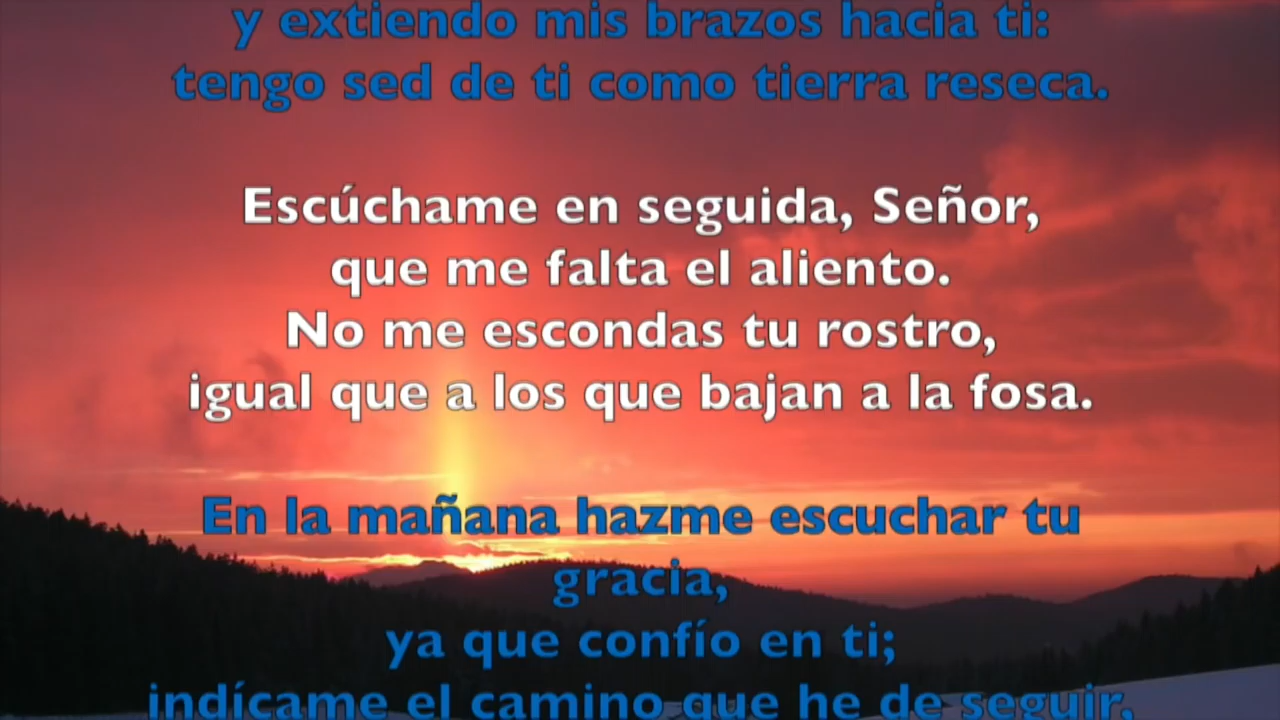 y extiendo mis brazos hacia ti:
tengo sed de ti como tierra reseca.
Escúchame en seguida, Señor,
que me falta el aliento.
No me escondas tu rostro,
igual que a los que bajan a la fosa.
En la mañana hazme escuchar tu
gracia,
ya que confío en ti;
indícame el camino que he de seguir,